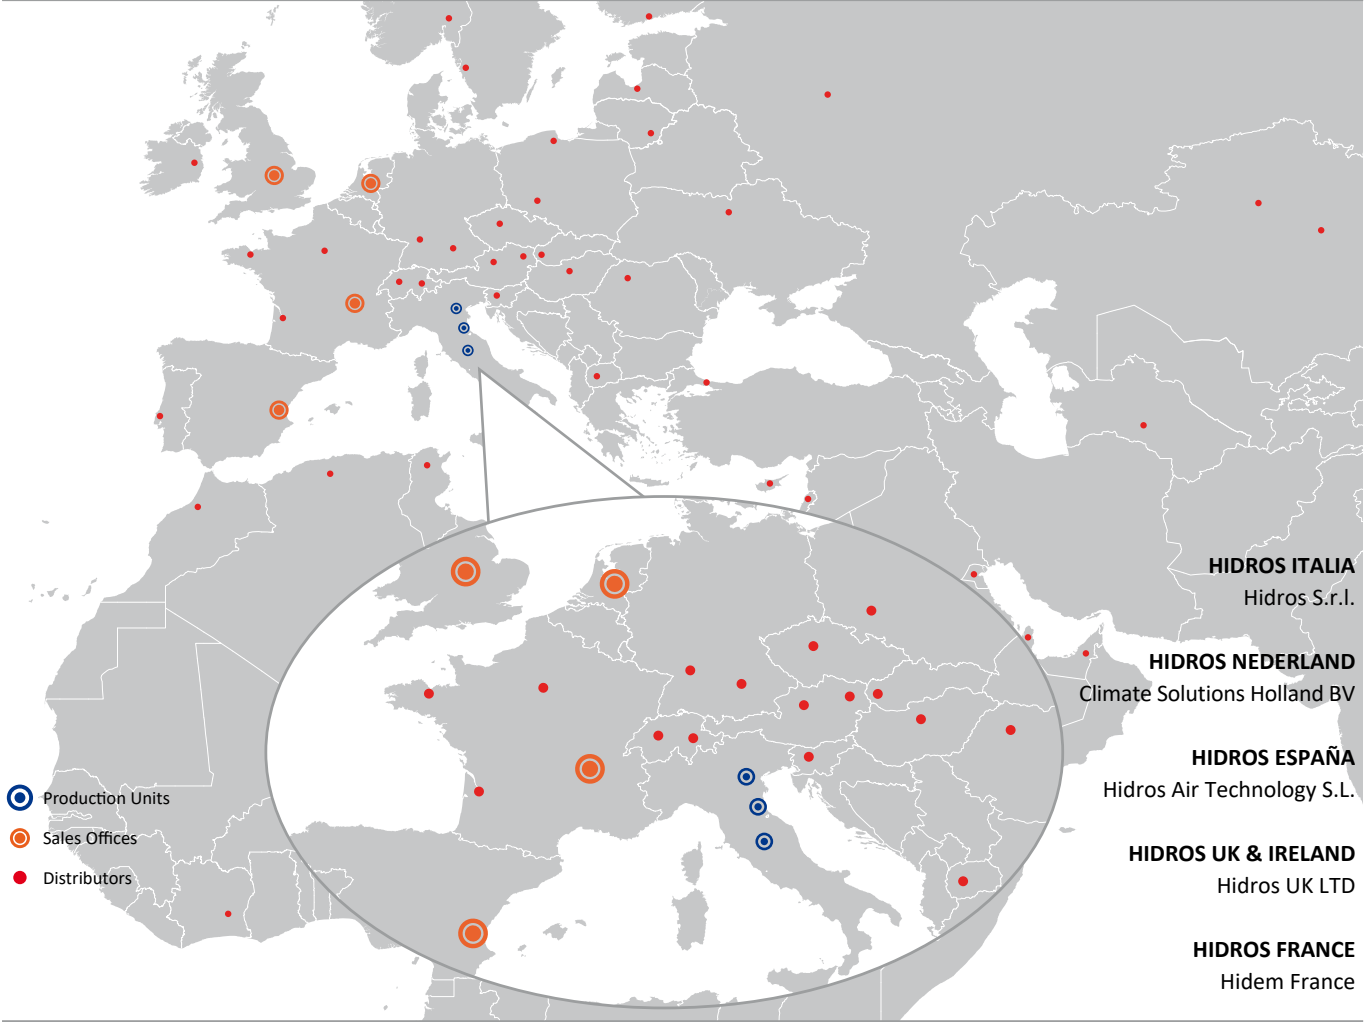 HIDROS ITALIA
Hidros S.r.l.
HIDROS NEDERLAND
Climate Solutions Holland BV
HIDROS ESPAÑA
Hidros Air Technology S.L.
HIDROS UK & IRELAND
Hidros UK LTD
HIDROS FRANCE
Hidem France
Production Units
Sales Offices
Distributors